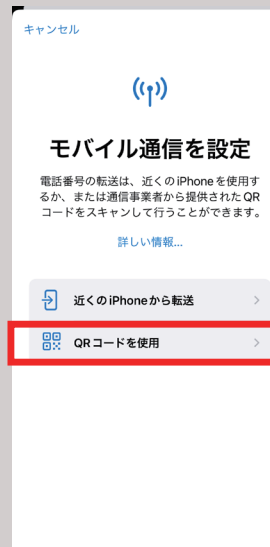 キャンセル
モバイル通信を設定
電話番号の転送は、近くのiPhoneを使用す
るか、または通信事業者から提供されたQR
コードをスキャンして行うことができます。
詳しい情報...
近くのiPhoneから転送
QRコードを使用